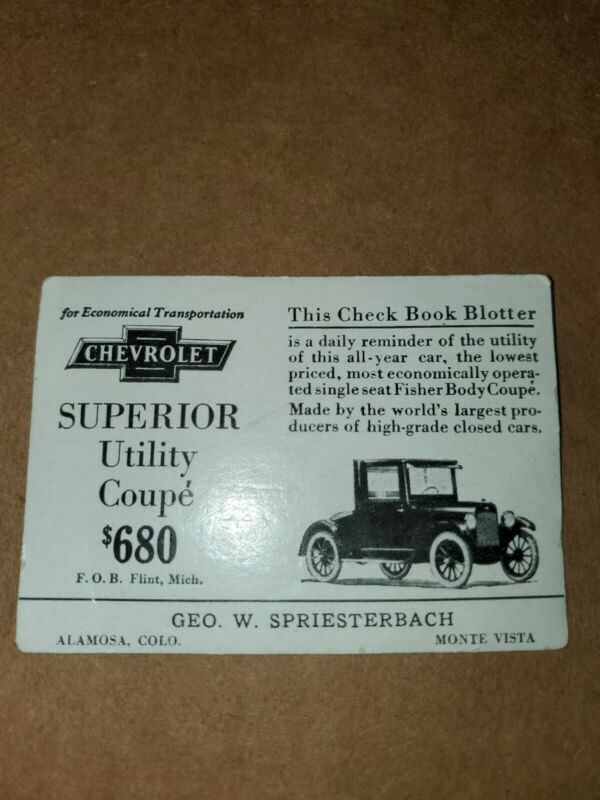 for Economical Transportation
CHEVROLET
SUPERIOR
Utility
Coupé
$680
F. O. B. Flint, Mich.
This Check Book Blotter
is a daily reminder of the utility
of this all-year car, the lowest
priced, most economically opera-
ted single seat Fisher Body Coupé.
Made by the world's largest pro-
ducers of high-grade closed cars.
GEO. W. SPRIESTERBACH
ALAMOSA, COLO.
MONTE VISTA